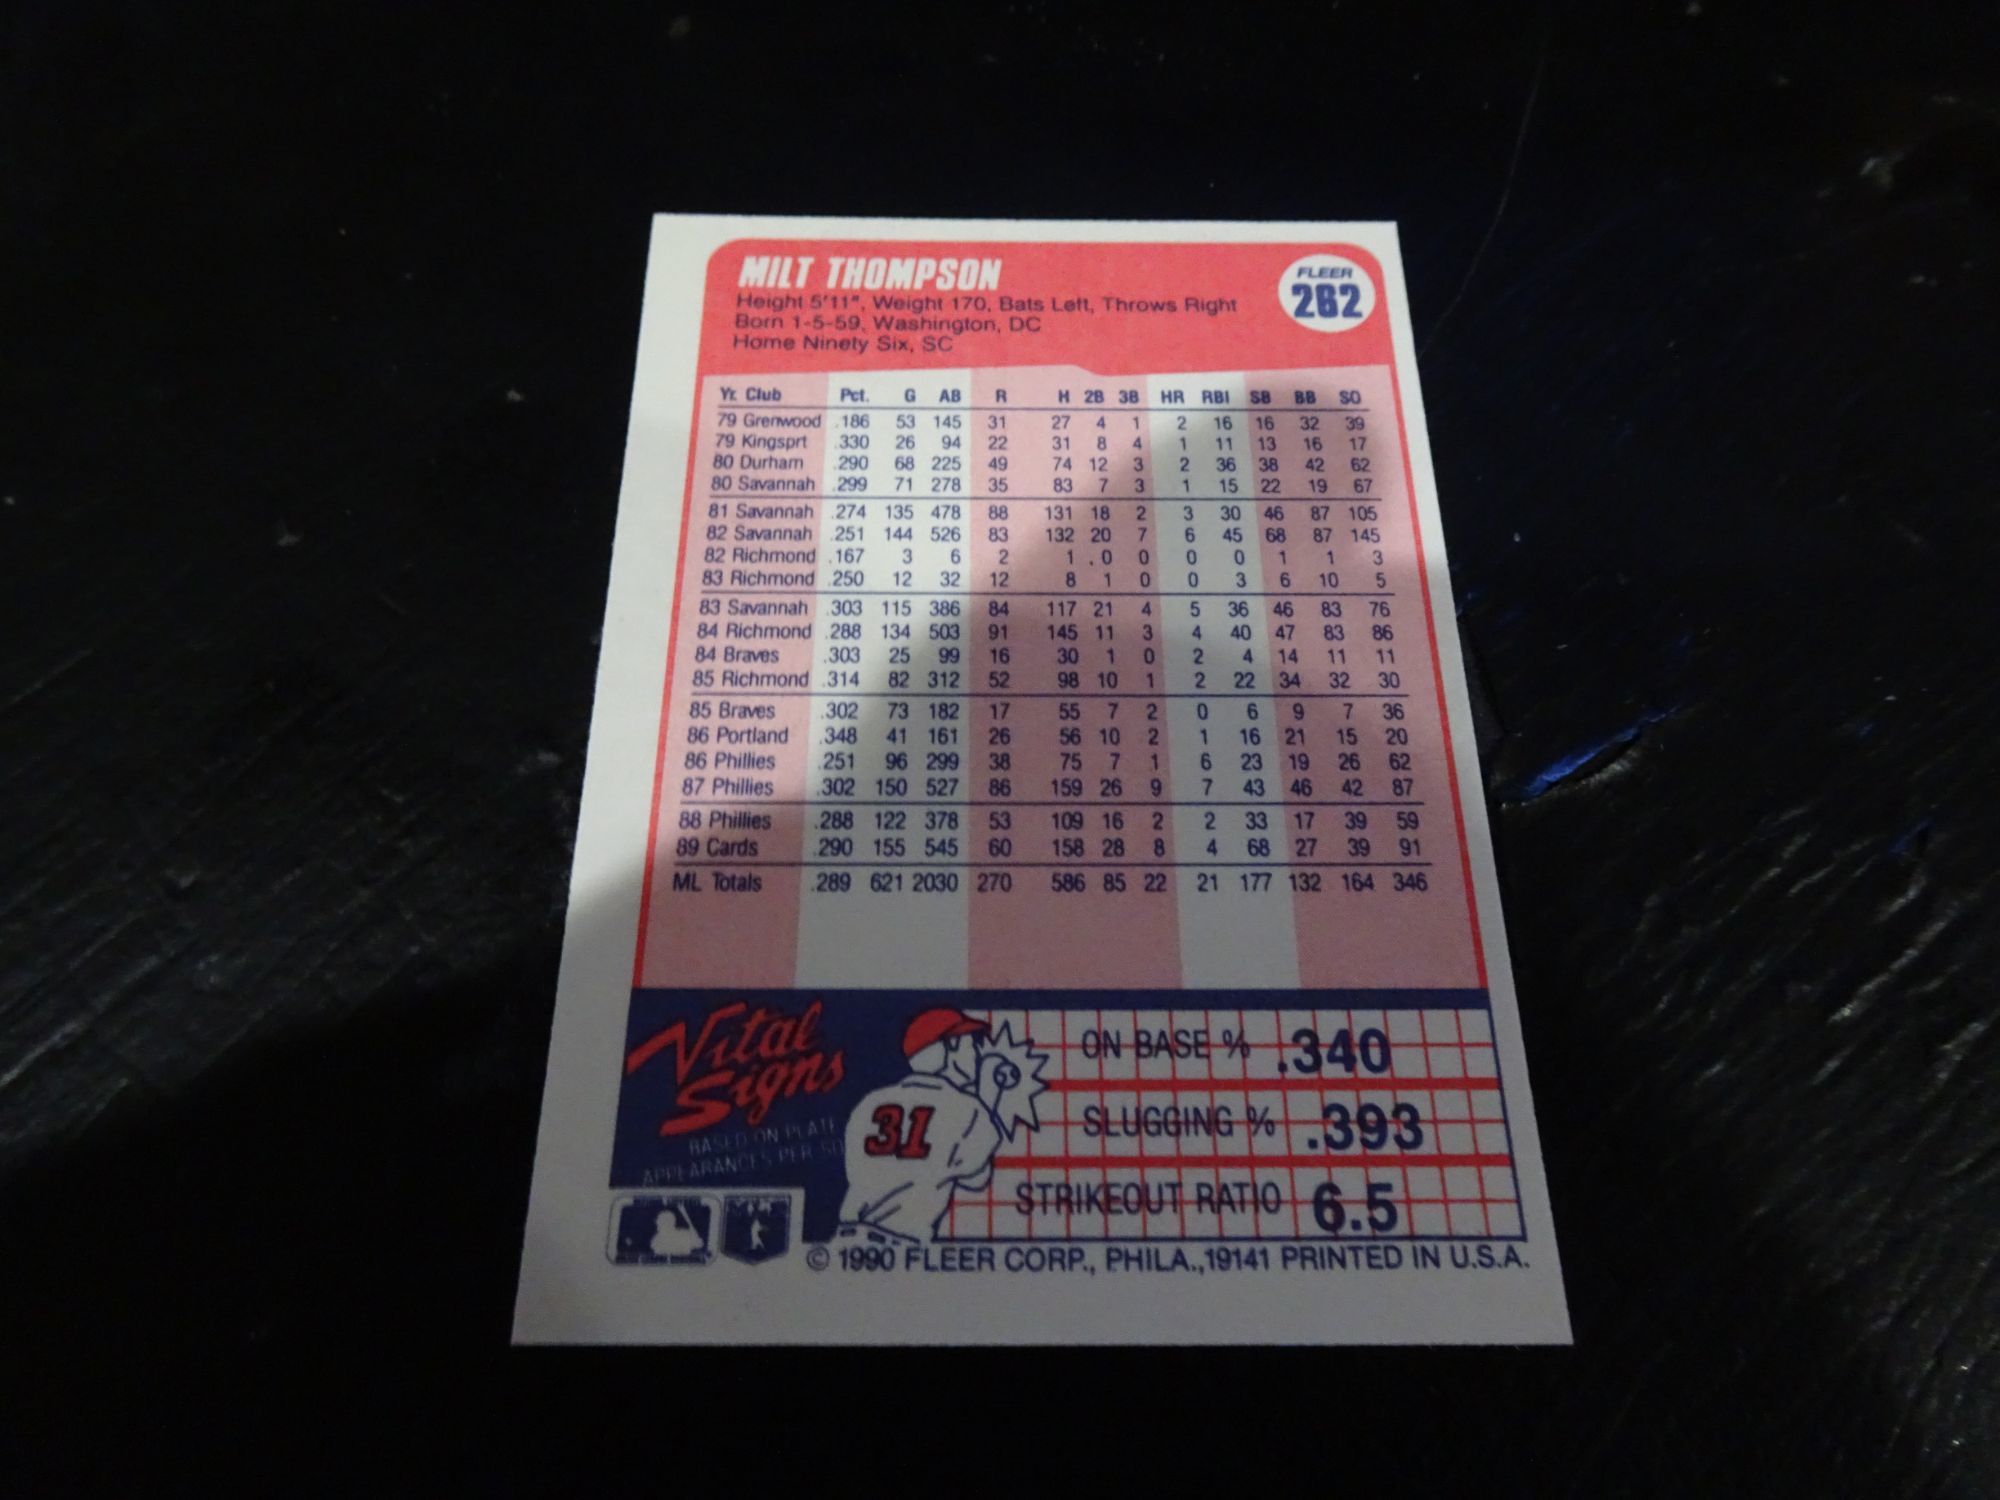 MILT THOMPSON
FLEER
262
Height 5'11", Weight 170, Bats Left, Throws Right
Born 1-5-59, Washington, DC
Home Ninety Six, SC
Yr. Club Pct. G AB R H 2B 3B HR RBI SB BB SO
79 Grenwood .186 53 145 31 27 4 1 2 16 16 32 39
79 Kingsprt .330 26 94 22 31 8 4 1 11 13 16 17
80 Durham .290 68 225 49 74 12 3 2 36 38 42 62
80 Savannah .299 71 278 35 83 7 3 1 15 22 19 67
81 Savannah .274 135 478 88 131 18 2 3 30 46 87 105
82 Savannah .251 144 526 83 132 20 7 6 45 68 87 145
82 Richmond .167 3 6 2 1 0 0 0 0 1 1 3
83 Richmond .250 12 32 12 8 1 0 0 3 6 10 5
83 Savannah .303 115 386 84 117 21 4 5 36 46 83 76
84 Richmond .288 134 503 91 145 11 3 4 40 47 83 86
84 Braves .303 25 99 16 30 1 0 2 4 14 11 11
85 Richmond .314 82 312 52 98 10 1 2 22 34 32 30
85 Braves .302 73 182 17 55 7 2 0 6 9 7 36
86 Portland .348 41 161 26 56 10 2 1 16 21 15 20
86 Phillies .251 96 299 38 75 7 1 6 23 19 26 62
87 Phillies .302 150 527 86 159 26 9 7 43 46 42 87
88 Phillies .288 122 378 53 109 16 2 2 33 17 39 59
89 Cards .290 155 545 60 158 28 8 4 68 27 39 91
ML Totals .289 621 2030 270 586 85 22 21 177 132 164 346
Vital
Signs
BASED ON PLATE
APPEARANCES PER SO
31
ON BASE % .340
SLUGGING % .393
STRIKEOUT RATIO 6.5
© 1990 FLEER CORP., PHILA., 19141 PRINTED IN U.S.A.